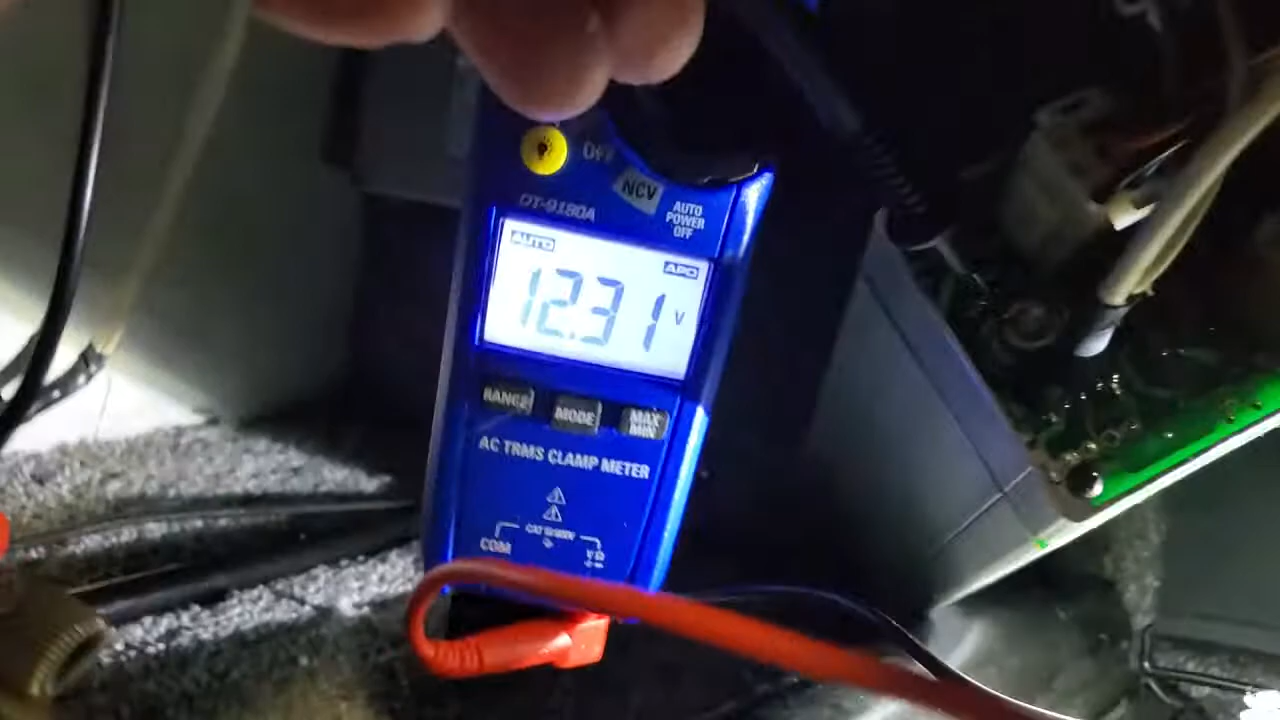 OFF
NCV
AUTO
POWER
OFF
DT-9180A
AUTO
APO
12.31 V
RANGE
MODE
MAX
MIN
AC TRMS CLAMP METER
COM